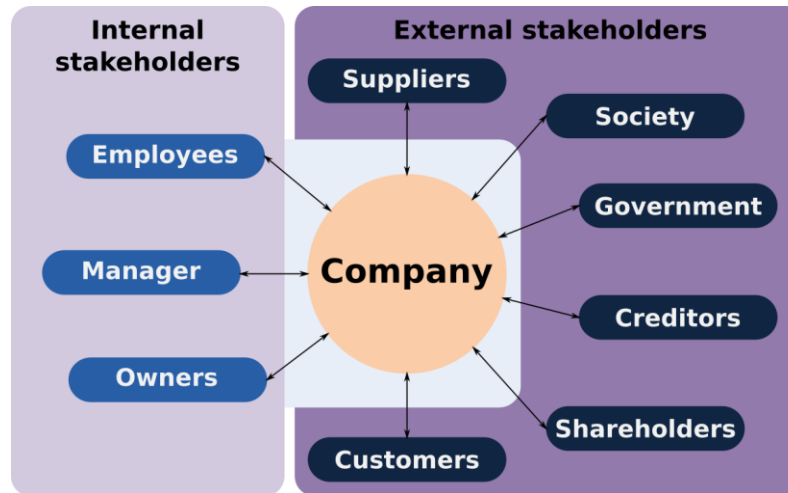 Internal
stakeholders
External stakeholders
Suppliers
Society
Employees
Government
Manager
Company
Creditors
Owners
Shareholders
Customers